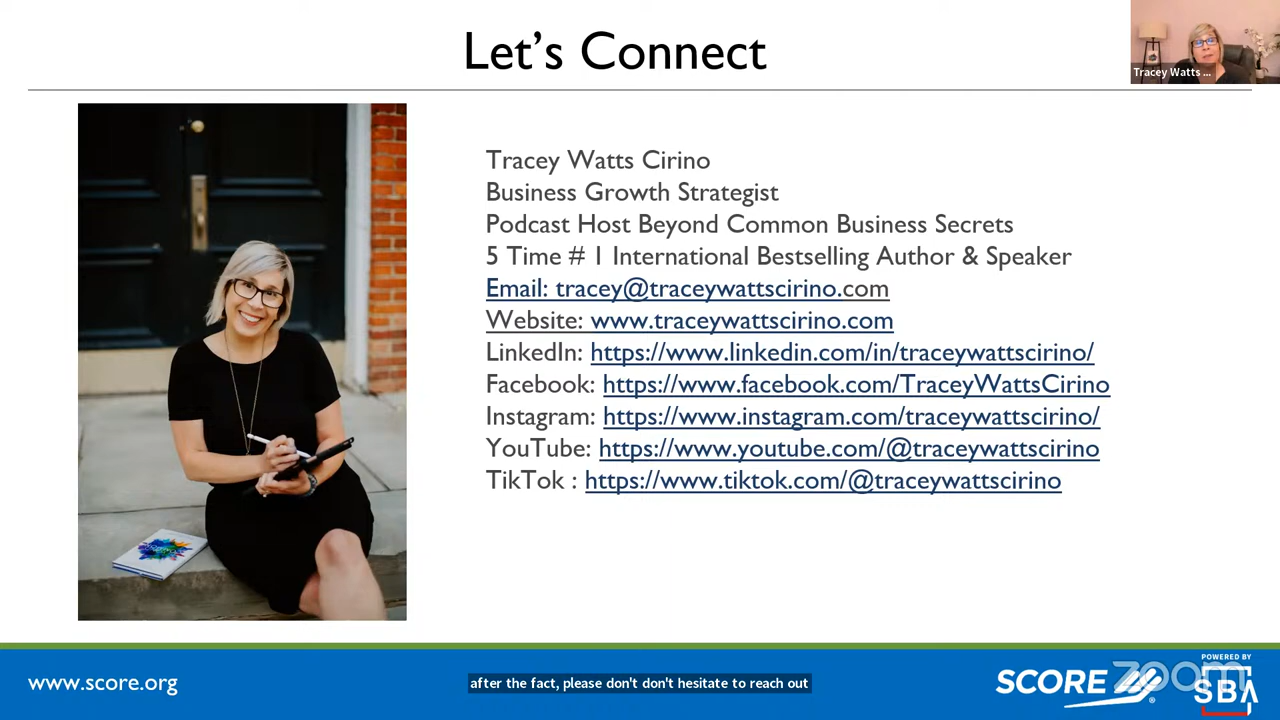 Let's Connect
Tracey Watts ...
Tracey Watts Cirino
Business Growth Strategist
Podcast Host Beyond Common Business Secrets
5 Time # 1 International Bestselling Author & Speaker
Email: tracey@traceywattscirino.com
Website: www.traceywattscirino.com
LinkedIn: https://www.linkedin.com/in/traceywattscirino/
Facebook: https://www.facebook.com/TraceyWattsCirino
Instagram: https://www.instagram.com/traceywattscirino/
YouTube: https://www.youtube.com/@traceywattscirino
TikTok : https://www.tiktok.com/@traceywattscirino
www.score.org
after the fact, please don't don't hesitate to reach out
SCORE
®
POWERED BY
SBA
zoom